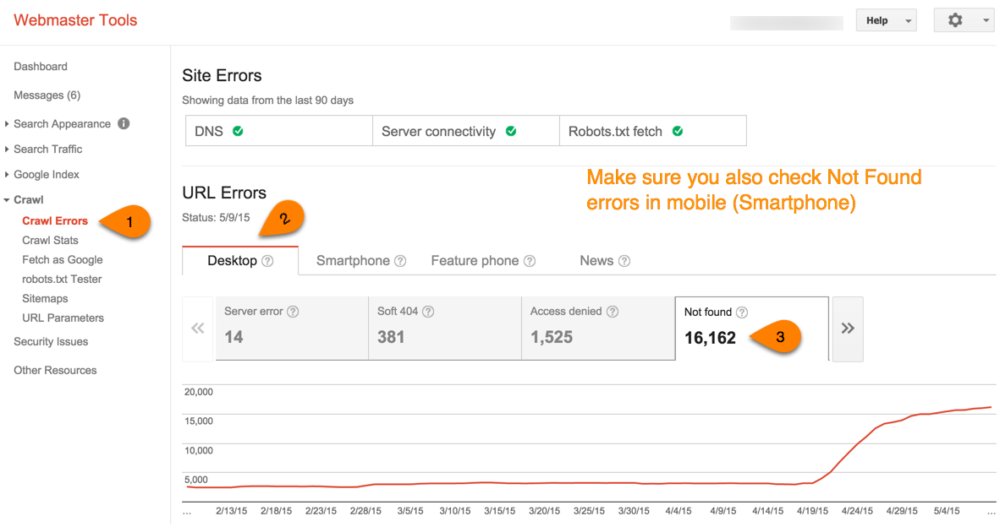 Webmaster Tools
Help
Dashboard
Messages (6)
Search Appearance
Search Traffic
Google Index
Crawl
Crawl Errors
1
Crawl Stats
Fetch as Google
robots.txt Tester
Sitemaps
URL Parameters
Security Issues
Other Resources
Site Errors
Showing data from the last 90 days
DNS Server connectivity Robots.txt fetch
Make sure you also check Not Found
errors in mobile (Smartphone)
URL Errors
Status: 5/9/15
2
Desktop ? Smartphone ? Feature phone ? News ?
Server error ? Soft 404 ? Access denied ? Not found ?
14 381 1,525 16,162 3
20,000
15,000
10,000
5,000
... 2/13/15 2/18/15 2/23/15 2/28/15 3/5/15 3/10/15 3/15/15 3/20/15 3/25/15 3/30/15 4/4/15 4/9/15 4/14/15 4/19/15 4/24/15 4/29/15 5/4/15 ...